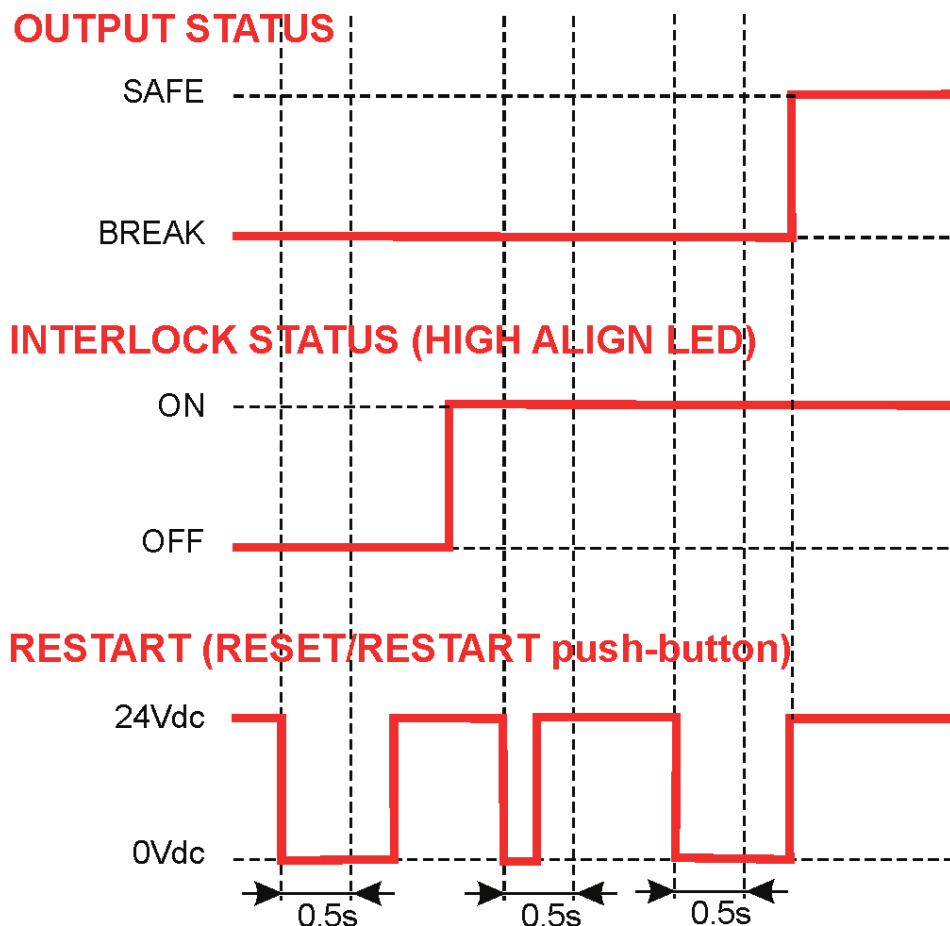 OUTPUT STATUS
SAFE
BREAK
INTERLOCK STATUS (HIGH ALIGN LED)
ON
OFF
RESTART (RESET/RESTART push-button)
24Vdc
0Vdc
0.5s 0.5s 0.5s